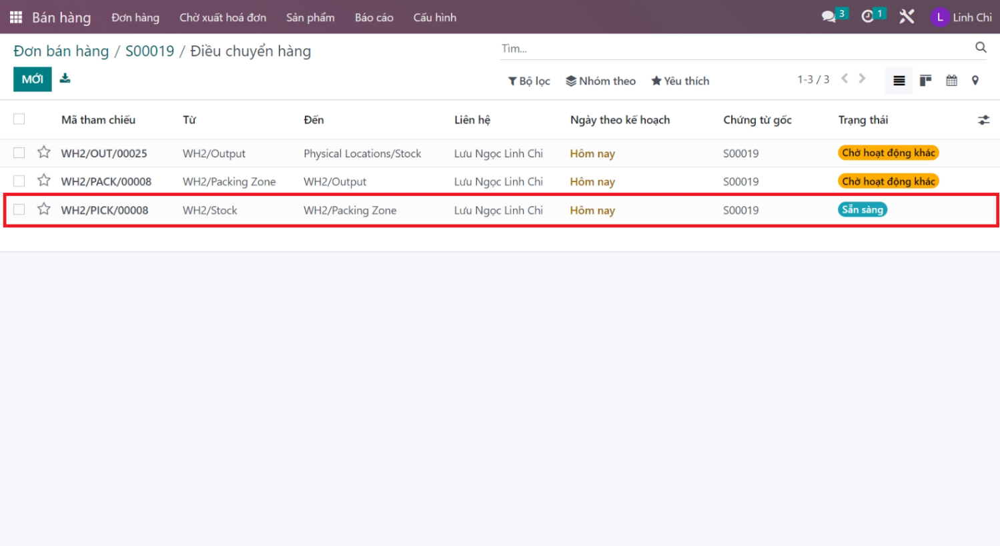 Bán hàng Đơn hàng Chờ xuất hoá đơn Sản phẩm Báo cáo Cấu hình 3 1 L Linh Chi
Đơn bán hàng / S00019 / Điều chuyển hàng Tìm...
MỚI Bộ lọc Nhóm theo Yêu thích 1-3 / 3
Mã tham chiếu Từ Đến Liên hệ Ngày theo kế hoạch Chứng từ gốc Trạng thái
WH2/OUT/00025 WH2/Output Physical Locations/Stock Lưu Ngọc Linh Chi Hôm nay S00019 Chờ hoạt động khác
WH2/PACK/00008 WH2/Packing Zone WH2/Output Lưu Ngọc Linh Chi Hôm nay S00019 Chờ hoạt động khác
WH2/PICK/00008 WH2/Stock WH2/Packing Zone Lưu Ngọc Linh Chi Hôm nay S00019 Sẵn sàng